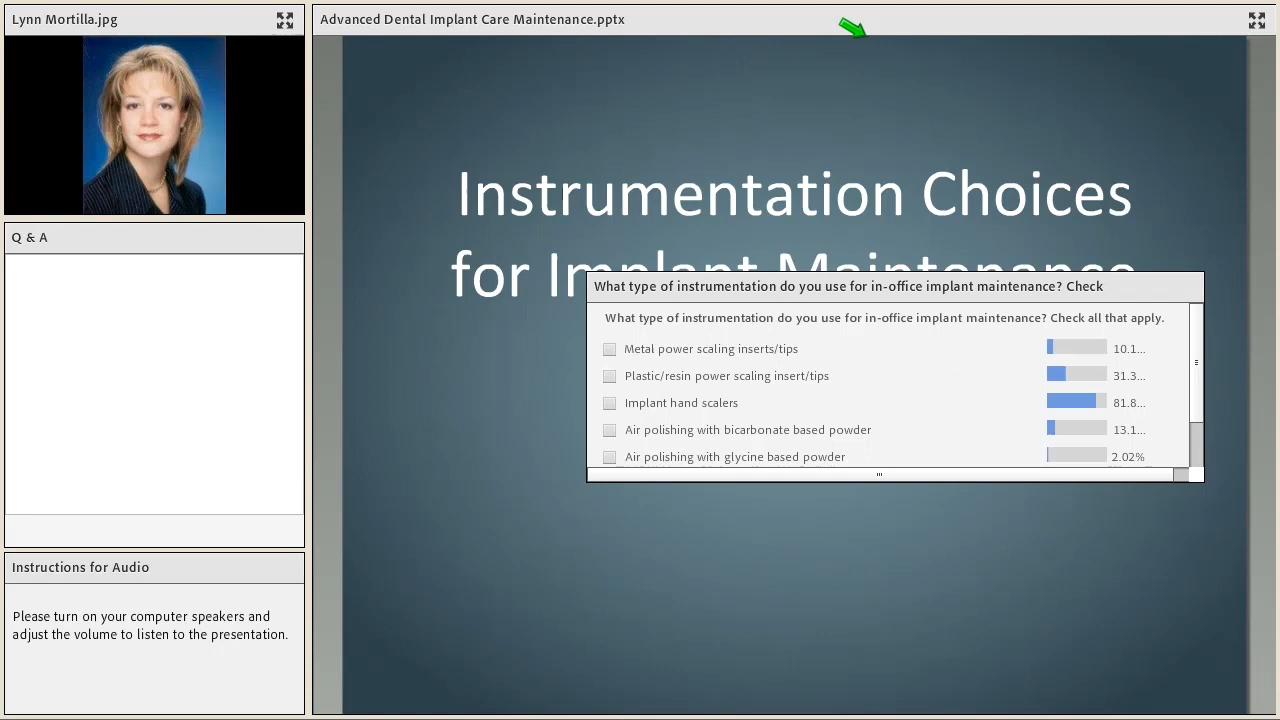 Lynn Mortilla.jpg
Advanced Dental Implant Care Maintenance.pptx
Instrumentation Choices
for Implant Maintenance
What type of instrumentation do you use for in-office implant maintenance? Check
What type of instrumentation do you use for in-office implant maintenance? Check all that apply.
Metal power scaling inserts/tips 10.1...
Plastic/resin power scaling insert/tips 31.3...
Implant hand scalers 81.8...
Air polishing with bicarbonate based powder 13.1...
Air polishing with glycine based powder 2.02%
Q & A
Instructions for Audio
Please turn on your computer speakers and
adjust the volume to listen to the presentation.